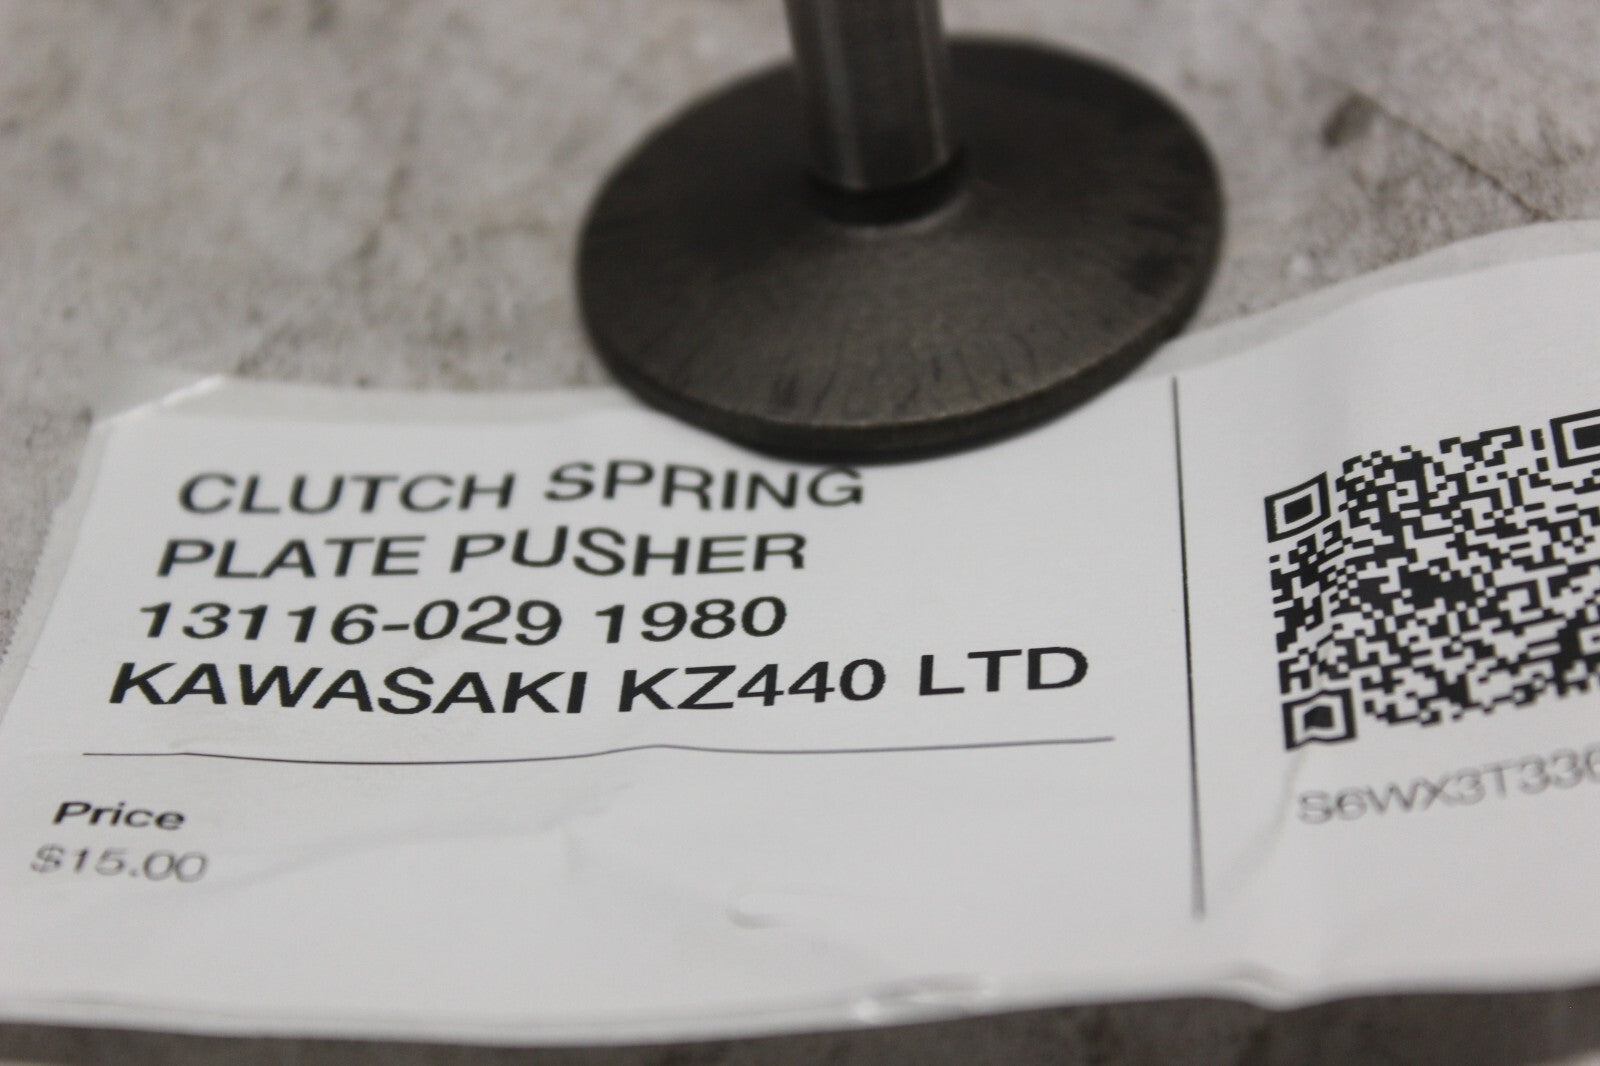 CLUTCH SPRING
PLATE PUSHER
13116-029 1980
KAWASAKI KZ440 LTD
Price
$15.00